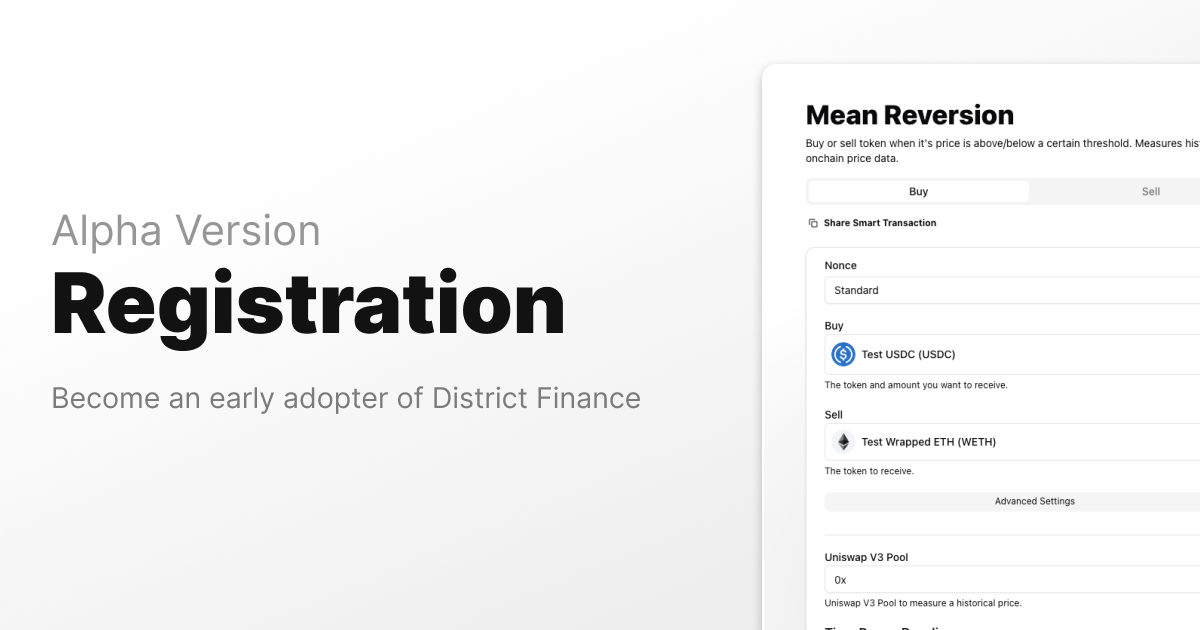 Alpha Version
Registration
Become an early adopter of District Finance
Mean Reversion
Buy or sell token when it's price is above/below a certain threshold. Measures
onchain price data.
Buy
Sell
Share Smart Transaction
Nonce
Standard
Buy
Test USDC (USDC)
The token and amount you want to receive.
Sell
Test Wrapped ETH (WETH)
The token to receive.
Advanced Settings
Uniswap V3 Pool
0x
Uniswap V3 Pool to measure a historical price.